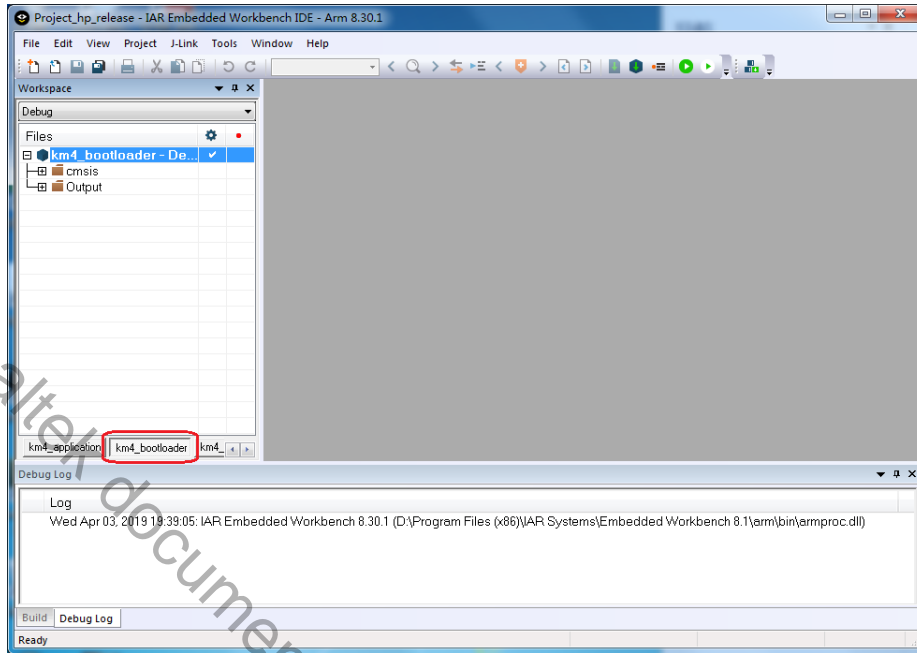 Project_hp_release - IAR Embedded Workbench IDE - Arm 8.30.1
File Edit View Project J-Link Tools Window Help
Workspace
Debug
Files
km4_bootloader - De...
cmsis
Output
km4_application km4_bootloader km4_
Debug Log
Log
Wed Apr 03, 2019 19:39:05: IAR Embedded Workbench 8.30.1 (D:\Program Files (x86)\IAR Systems\Embedded Workbench 8.1\arm\bin\armproc.dll)
Build Debug Log
Ready
altek documen